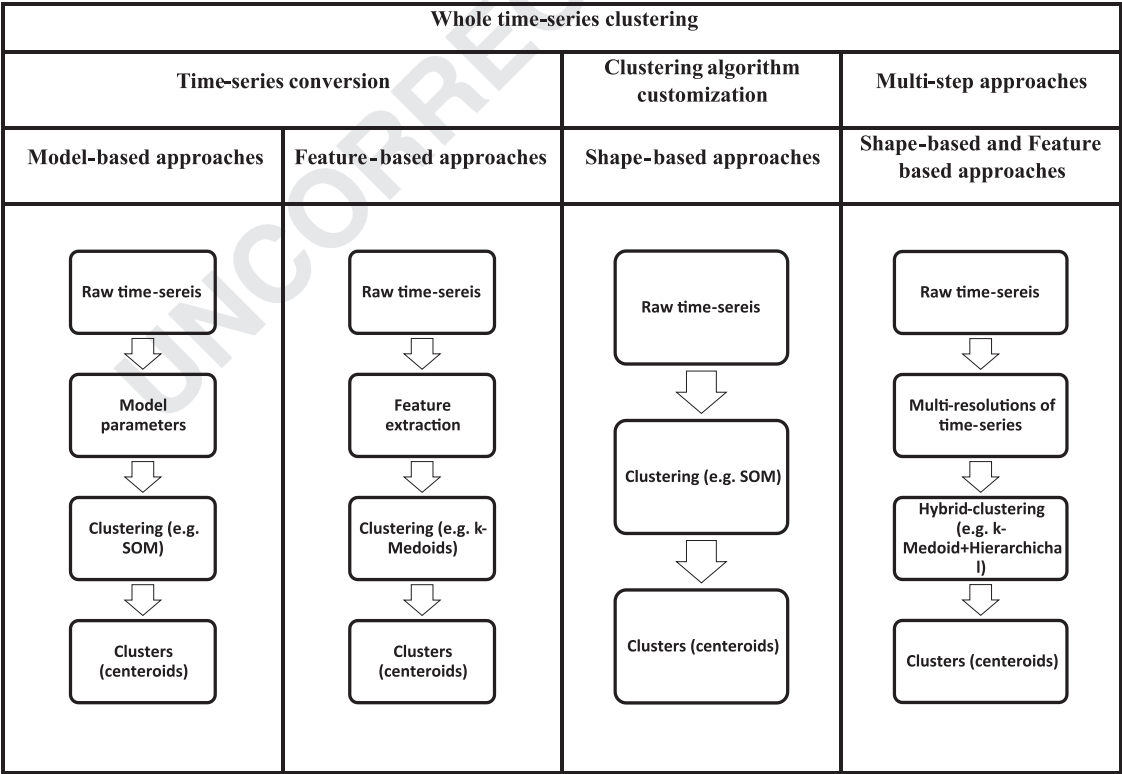 Whole time-series clustering
Time-series conversion
Clustering algorithm
customization
Multi-step approaches
Model-based approaches
Feature-based approaches
Shape-based approaches
Shape-based and Feature
based approaches
Raw time-sereis
Model
parameters
Clustering (e.g.
SOM)
Clusters
(centeroids)
Raw time-sereis
Feature
extraction
Clustering (e.g. k-
Medoids)
Clusters
(centeroids)
Raw time-sereis
Clustering (e.g. SOM)
Clusters (centeroids)
Raw time-sereis
Multi-resolutions of
time-series
Hybrid-clustering
(e.g. k-
Medoid+Hierarchicha
l)
Clusters (centeroids)
UNCORREC